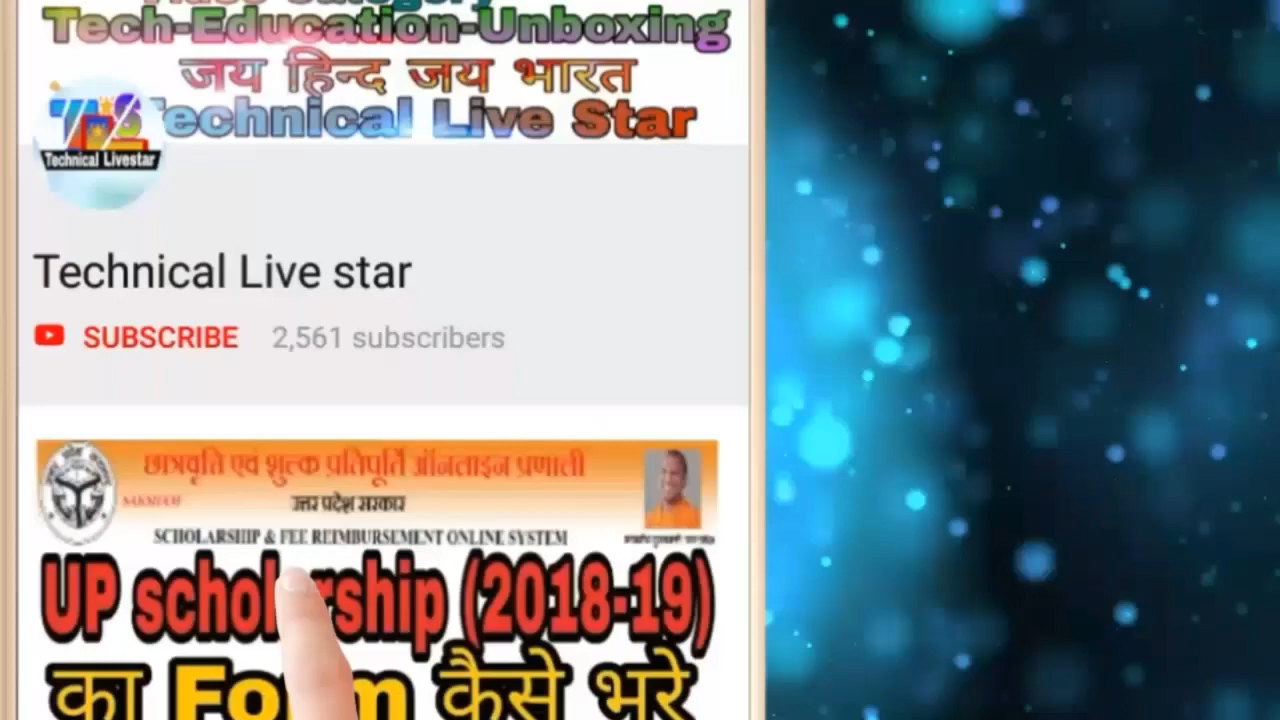 Tech-Education-Unboxing
जय हिन्द जय भारत
Technical Live Star
TLS
Technical Livestar
Technical Live star
SUBSCRIBE 2,561 subscribers
छात्रवृति एवं शुल्क प्रतिपूर्ति ऑनलाइन प्रणाली
उत्तर प्रदेश सरकार
SCHOLARSHIP & FEE REIMBURSEMENT ONLINE SYSTEM
UP scholarship (2018-19)
का Form कैसे भरे